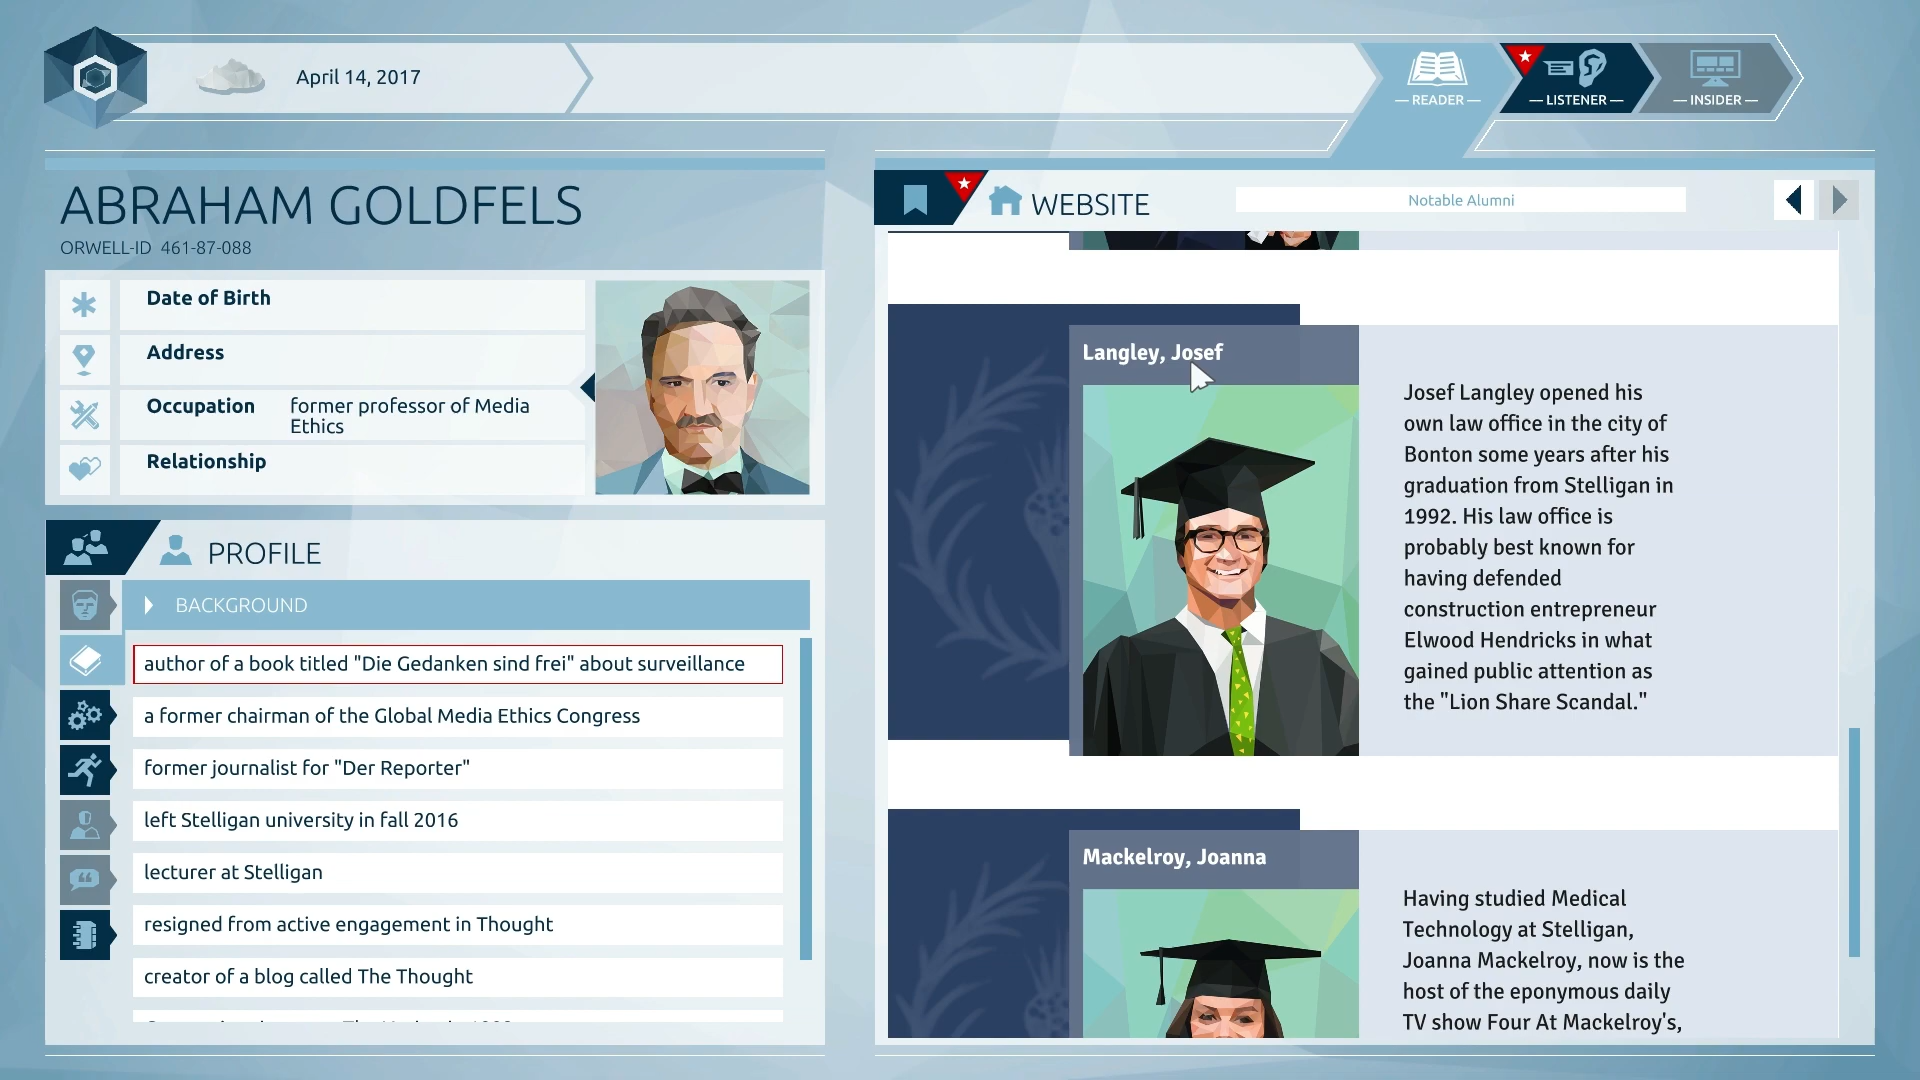 April 14, 2017
— READER —
— LISTENER —
— INSIDER —
ABRAHAM GOLDFELS
ORWELL-ID 461-87-088
Date of Birth
Address
Occupation
former professor of Media
Ethics
Relationship
PROFILE
BACKGROUND
author of a book titled "Die Gedanken sind frei" about surveillance
a former chairman of the Global Media Ethics Congress
former journalist for "Der Reporter"
left Stelligan university in fall 2016
lecturer at Stelligan
resigned from active engagement in Thought
creator of a blog called The Thought
WEBSITE
Notable Alumni
Langley, Josef
Josef Langley opened his
own law office in the city of
Bonton some years after his
graduation from Stelligan in
1992. His law office is
probably best known for
having defended
construction entrepreneur
Elwood Hendricks in what
gained public attention as
the "Lion Share Scandal."
Mackelroy, Joanna
Having studied Medical
Technology at Stelligan,
Joanna Mackelroy, now is the
host of the eponymous daily
TV show Four At Mackelroy's,